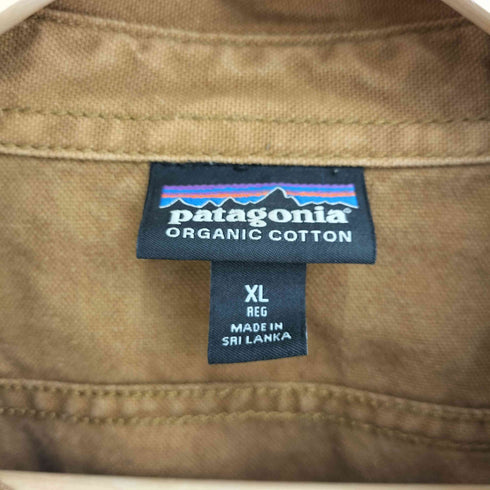 patagonia®
ORGANIC COTTON
XL
REG
MADE IN
SRI LANKA